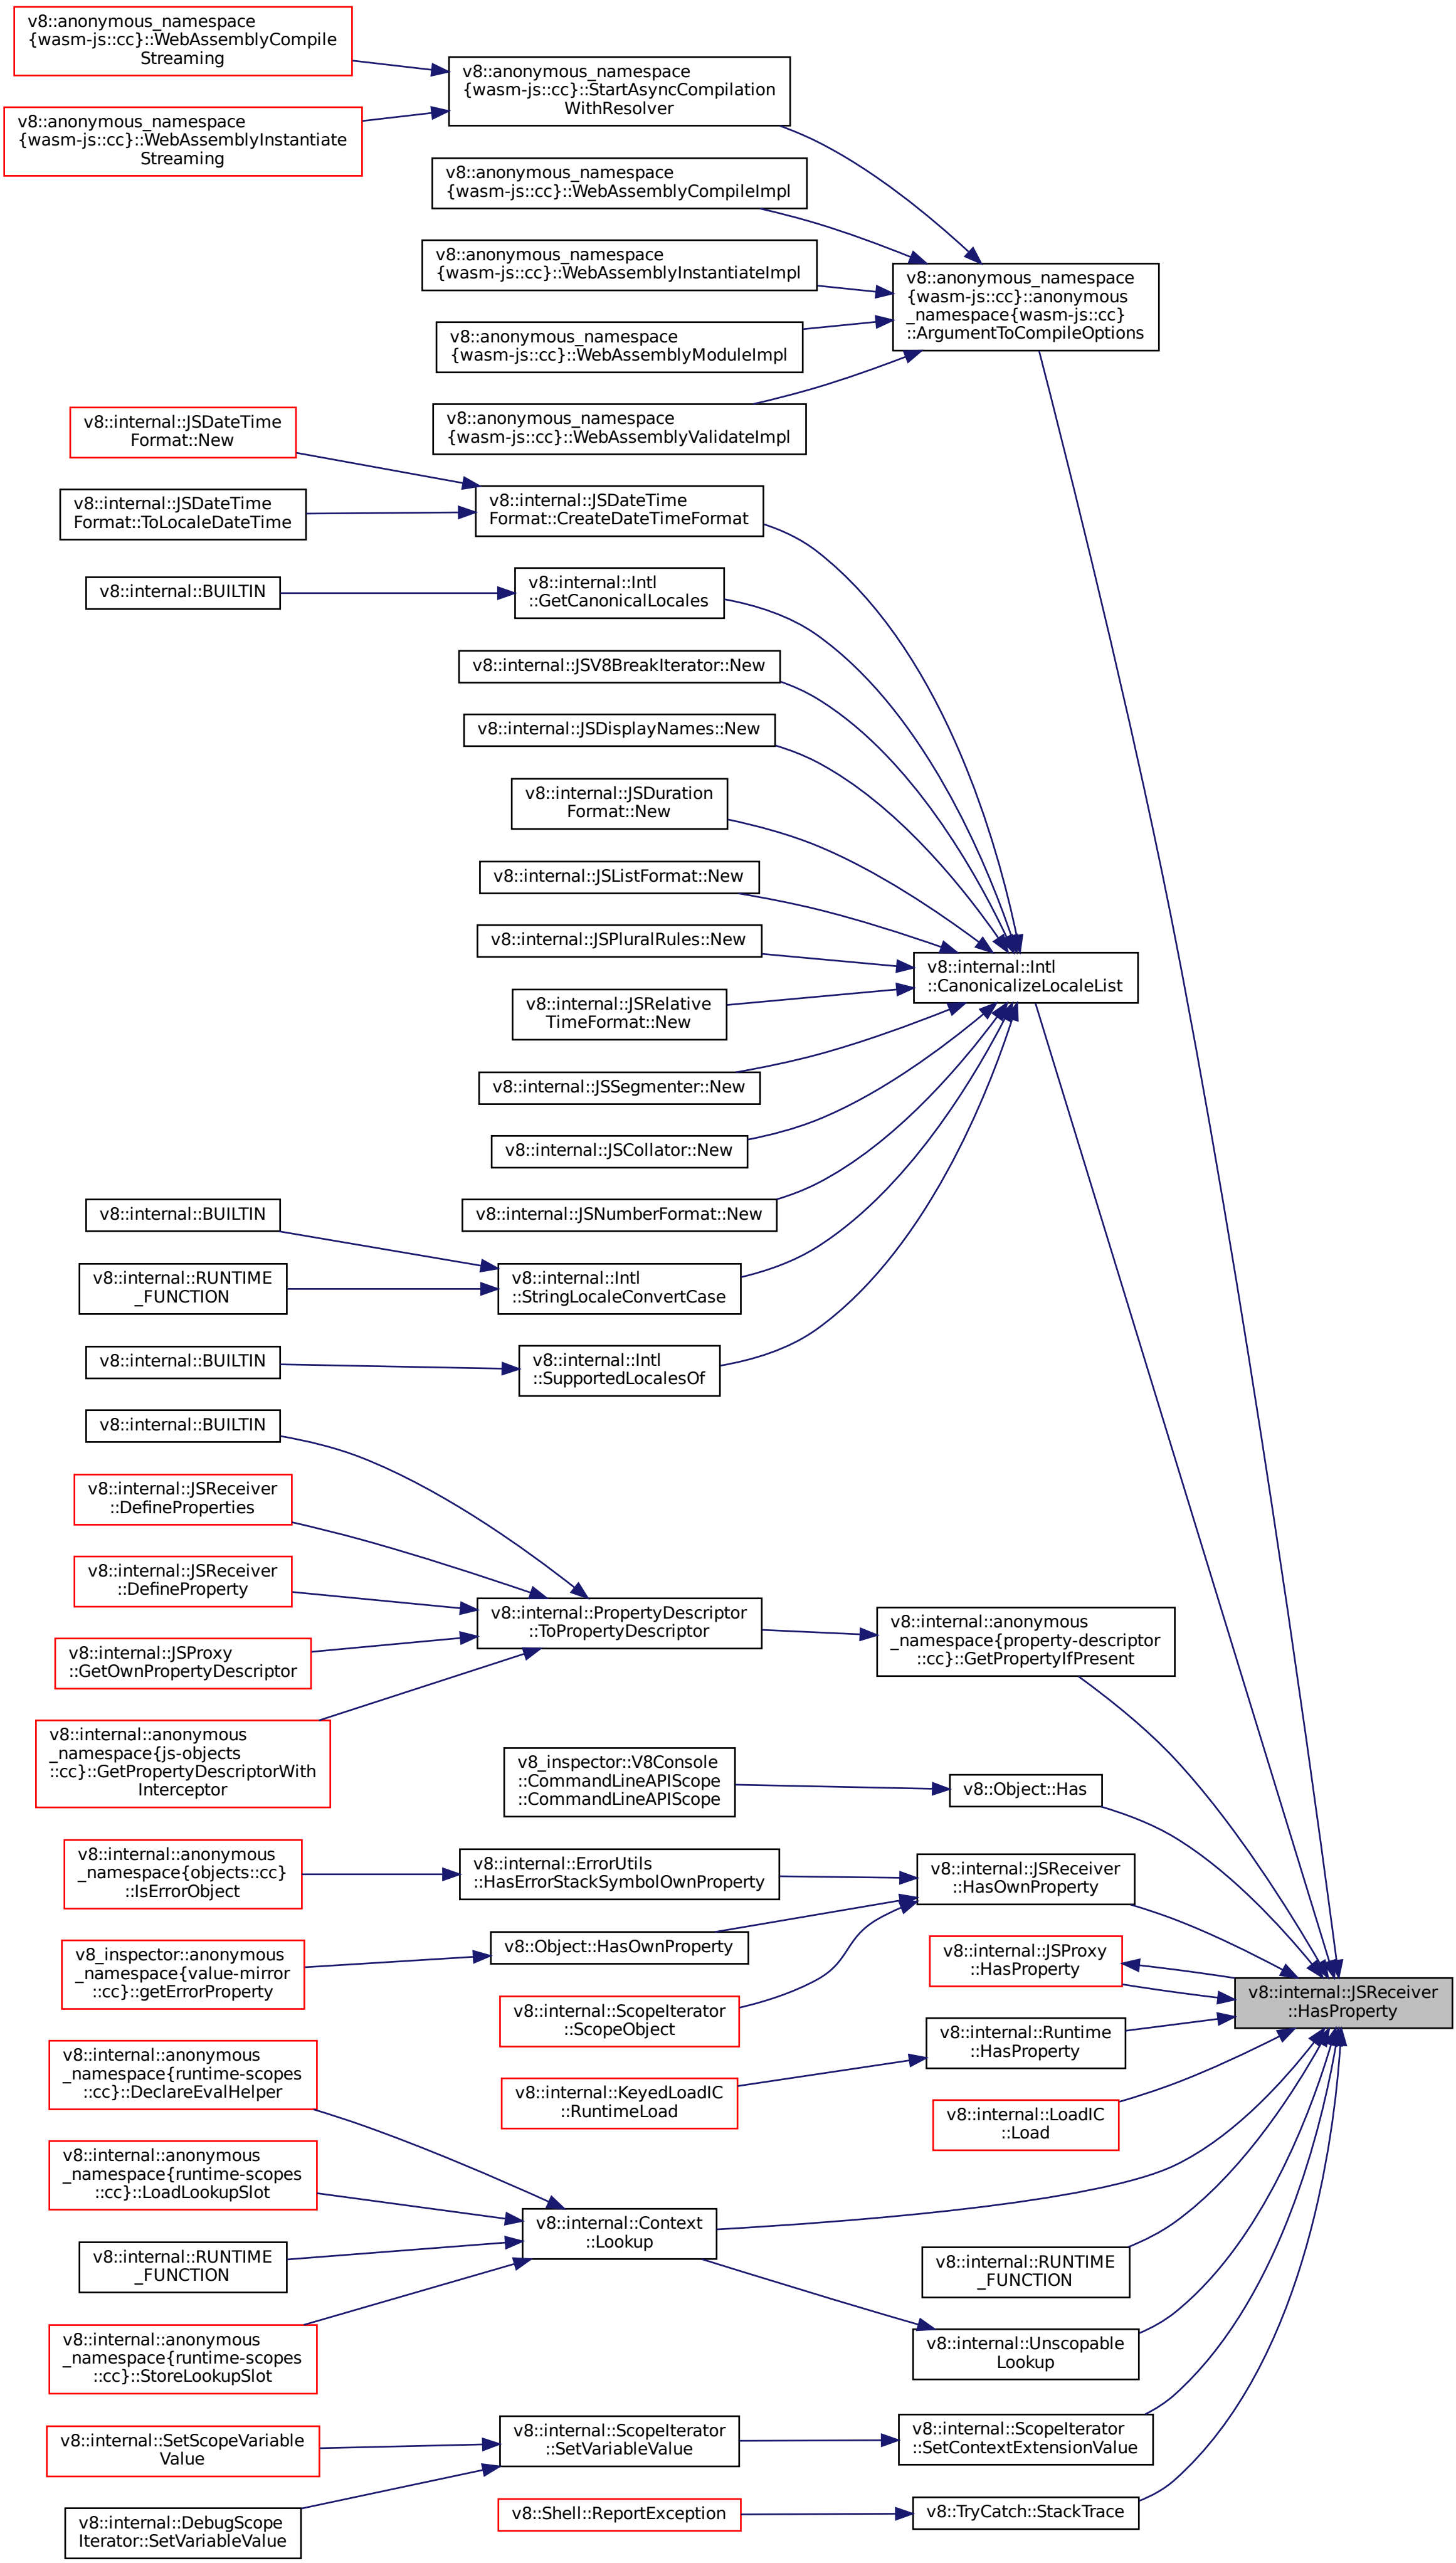 v8::anonymous_namespace
{wasm-js::cc}::WebAssemblyCompile
Streaming
v8::anonymous_namespace
{wasm-js::cc}::StartAsyncCompilation
WithResolver
v8::anonymous_namespace
{wasm-js::cc}::WebAssemblyInstantiate
Streaming
v8::anonymous_namespace
{wasm-js::cc}::WebAssemblyCompileImpl
v8::anonymous_namespace
{wasm-js::cc}::WebAssemblyInstantiateImpl
v8::anonymous_namespace
{wasm-js::cc}::anonymous
_namespace{wasm-js::cc}
::ArgumentToCompileOptions
v8::anonymous_namespace
{wasm-js::cc}::WebAssemblyModuleImpl
v8::anonymous_namespace
{wasm-js::cc}::WebAssemblyValidateImpl
v8::internal::JSDateTime
Format::New
v8::internal::JSDateTime
Format::ToLocaleDateTime
v8::internal::JSDateTime
Format::CreateDateTimeFormat
v8::internal::BUILTIN
v8::internal::Intl
::GetCanonicalLocales
v8::internal::JSV8BreakIterator::New
v8::internal::JSDisplayNames::New
v8::internal::JSDuration
Format::New
v8::internal::JSListFormat::New
v8::internal::JSPluralRules::New
v8::internal::Intl
::CanonicalizeLocaleList
v8::internal::JSRelative
TimeFormat::New
v8::internal::JSSegmenter::New
v8::internal::JSCollator::New
v8::internal::JSNumberFormat::New
v8::internal::BUILTIN
v8::internal::RUNTIME
_FUNCTION
v8::internal::Intl
::StringLocaleConvertCase
v8::internal::BUILTIN
v8::internal::Intl
::SupportedLocalesOf
v8::internal::BUILTIN
v8::internal::JSReceiver
::DefineProperties
v8::internal::JSReceiver
::DefineProperty
v8::internal::PropertyDescriptor
::ToPropertyDescriptor
v8::internal::anonymous
_namespace{property-descriptor
::cc}::GetPropertyIfPresent
v8::internal::JSProxy
::GetOwnPropertyDescriptor
v8::internal::anonymous
_namespace{js-objects
::cc}::GetPropertyDescriptorWith
Interceptor
v8_inspector::V8Console
::CommandLineAPIScope
::CommandLineAPIScope
v8::Object::Has
v8::internal::anonymous
_namespace{objects::cc}
::IsErrorObject
v8::internal::ErrorUtils
::HasErrorStackSymbolOwnProperty
v8::internal::JSReceiver
::HasOwnProperty
v8_inspector::anonymous
_namespace{value-mirror
::cc}::getErrorProperty
v8::Object::HasOwnProperty
v8::internal::JSProxy
::HasProperty
v8::internal::JSReceiver
::HasProperty
v8::internal::ScopeIterator
::ScopeObject
v8::internal::Runtime
::HasProperty
v8::internal::anonymous
_namespace{runtime-scopes
::cc}::DeclareEvalHelper
v8::internal::KeyedLoadIC
::RuntimeLoad
v8::internal::LoadIC
::Load
v8::internal::anonymous
_namespace{runtime-scopes
::cc}::LoadLookupSlot
v8::internal::Context
::Lookup
v8::internal::RUNTIME
_FUNCTION
v8::internal::RUNTIME
_FUNCTION
v8::internal::anonymous
_namespace{runtime-scopes
::cc}::StoreLookupSlot
v8::internal::Unscopable
Lookup
v8::internal::SetScopeVariable
Value
v8::internal::ScopeIterator
::SetVariableValue
v8::internal::ScopeIterator
::SetContextExtensionValue
v8::internal::DebugScope
Iterator::SetVariableValue
v8::Shell::ReportException
v8::TryCatch::StackTrace